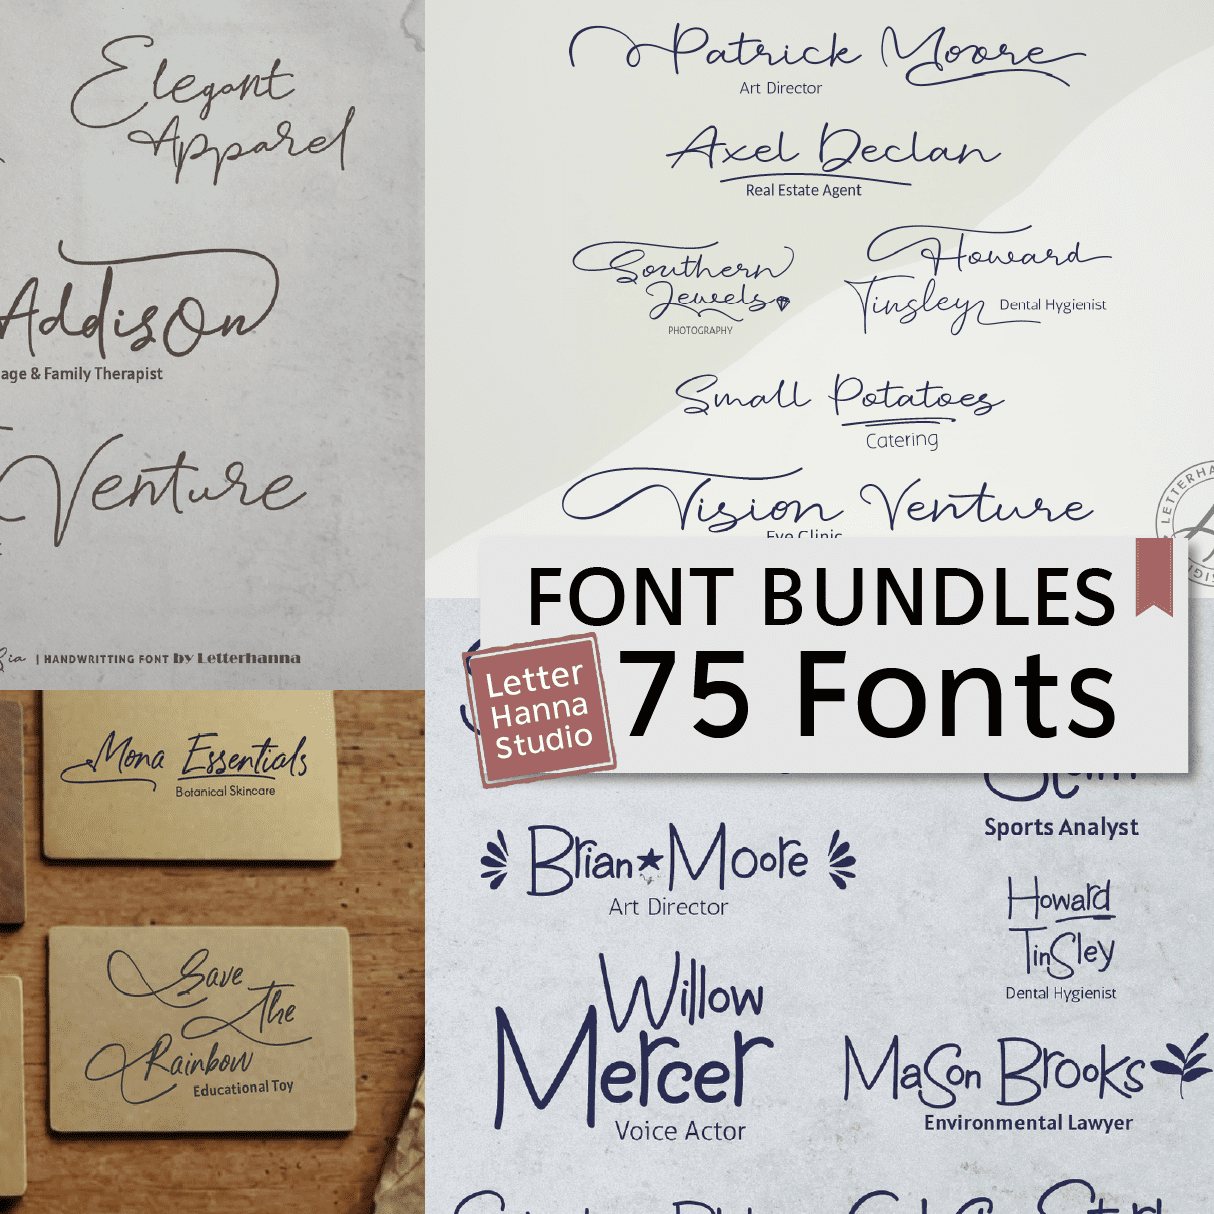 Elegant
Apparel
Addison
age & Family Therapist
Venture
| HANDWRITTING FONT by Letterhanna
Mona Essentials
Botanical Skincare
Save
The
Rainbow
Educational Toy
Patrick Moore
Art Director
Axel Declan
Real Estate Agent
Southern
Jewels
PHOTOGRAPHY
Howard
Tinsley Dental Hygienist
Small Potatoes
Catering
Vision Venture
Eye Clinic
FONT BUNDLES
75 Fonts
Letter
Hanna
Studio
Sports Analyst
Brian Moore
Art Director
Howard
TinSley
Dental Hygienist
Willow
Mercer
Voice Actor
MaSon Brooks
Environmental Lawyer